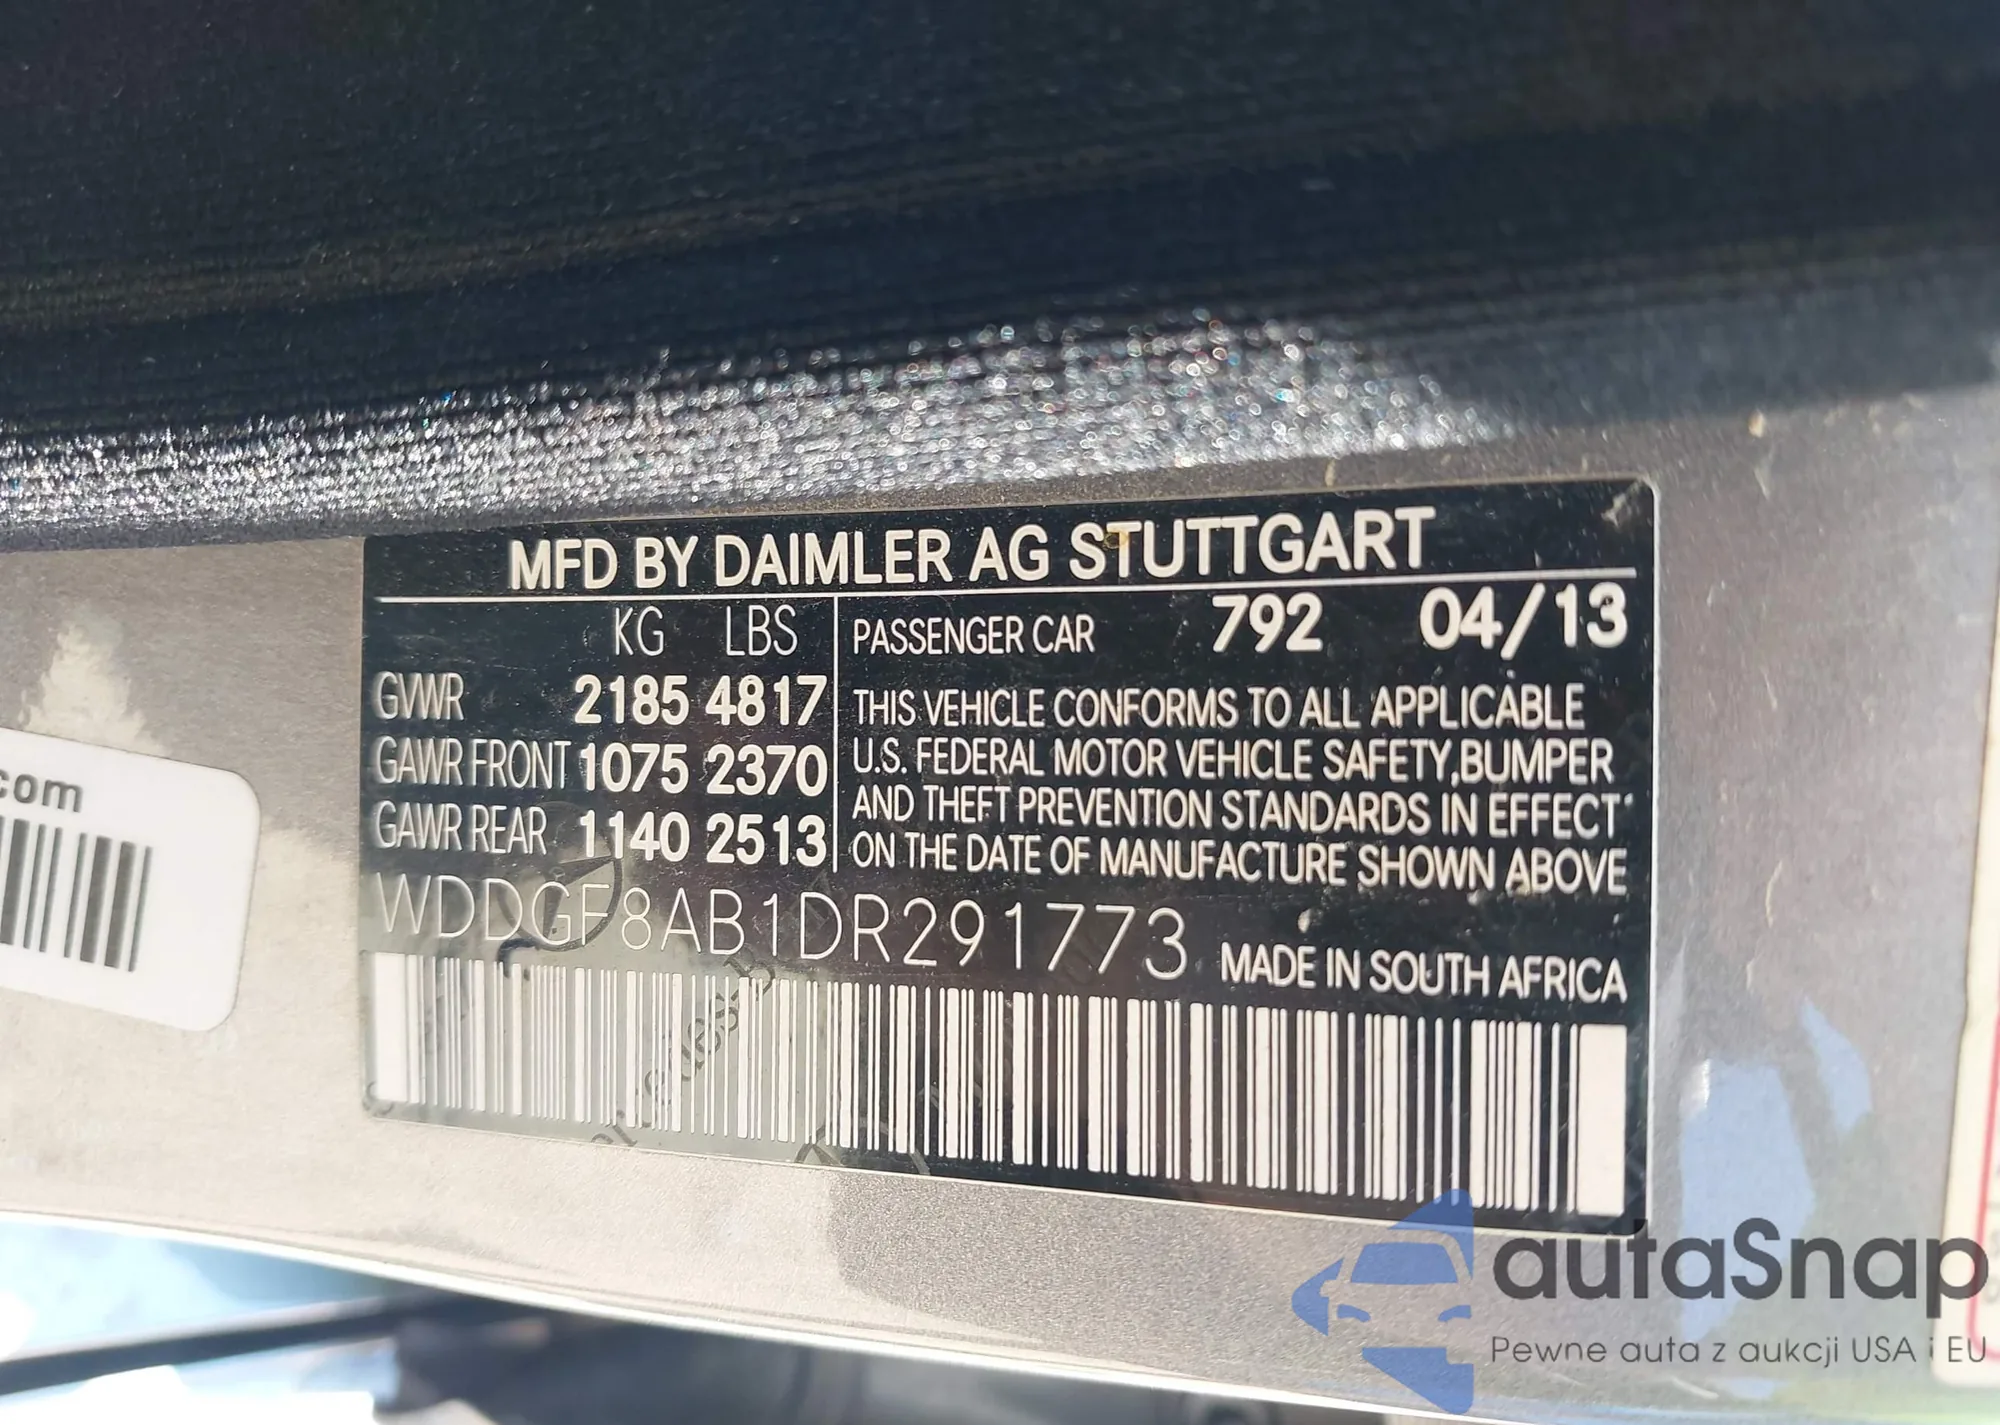 MFD BY DAIMLER AG STUTTGART
KG LBS
GVWR 2185 4817
GAWR FRONT 1075 2370
GAWR REAR 1140 2513
PASSENGER CAR 792 04/13
THIS VEHICLE CONFORMS TO ALL APPLICABLE
U.S. FEDERAL MOTOR VEHICLE SAFETY, BUMPER
AND THEFT PREVENTION STANDARDS IN EFFECT
ON THE DATE OF MANUFACTURE SHOWN ABOVE
WDDGF8AB1DR291773
MADE IN SOUTH AFRICA
.com
autaSnap
Pewne auta z aukcji USA i EU